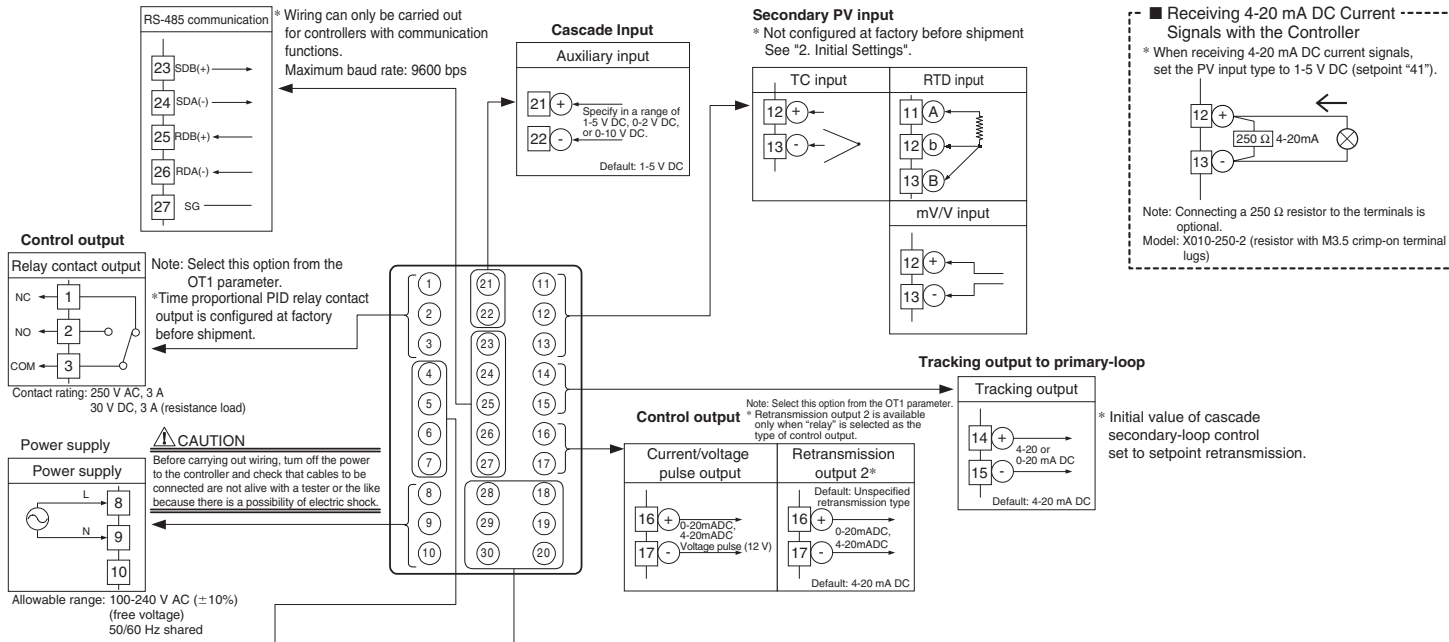 RS-485 communication
23 SDB(+)
24 SDA(-)
25 RDB(+)
26 RDA(-)
27 SG
* Wiring can only be carried out
for controllers with communication
functions.
Maximum baud rate: 9600 bps
Cascade Input
Auxiliary input
21 +
22 -
Specify in a range of
1-5 V DC, 0-2 V DC,
or 0-10 V DC.
Default: 1-5 V DC
Secondary PV input
* Not configured at factory before shipment
See "2. Initial Settings".
TC input
12 +
13 -
RTD input
11 A
12 b
13 B
mV/V input
12 +
13 -
■ Receiving 4-20 mA DC Current
Signals with the Controller
* When receiving 4-20 mA DC current signals,
set the PV input type to 1-5 V DC (setpoint “41”).
12 +
250 Ω 4-20mA
13 -
Note: Connecting a 250 Ω resistor to the terminals is
optional.
Model: X010-250-2 (resistor with M3.5 crimp-on terminal
lugs)
Control output
Relay contact output
NC 1
NO 2
COM 3
Contact rating: 250 V AC, 3 A
30 V DC, 3 A (resistance load)
Note: Select this option from the
OT1 parameter.
*Time proportional PID relay contact
output is configured at factory
before shipment.
1 21 11
2 22 12
3 23 13
4 24 14
5 25 15
6 26 16
7 27 17
8 28 18
9 29 19
10 30 20
Tracking output to primary-loop
Tracking output
14 +
4-20 or
0-20 mA DC
15 -
Default: 4-20 mA DC
* Initial value of cascade
secondary-loop control
set to setpoint retransmission.
Control output
Note: Select this option from the OT1 parameter.
* Retransmission output 2 is available
only when “relay” is selected as the
type of control output.
Current/voltage
pulse output
16 +
0-20mADC,
4-20mADC
Voltage pulse (12 V)
17 -
Retransmission
output 2*
Default: Unspecified
retransmission type
16 +
0-20mADC,
4-20mADC
17 -
Default: 4-20 mA DC
Power supply
Power supply
L 8
N 9
10
Allowable range: 100-240 V AC (±10%)
(free voltage)
50/60 Hz shared
CAUTION
Before carrying out wiring, turn off the power
to the controller and check that cables to be
connected are not alive with a tester or the like
because there is a possibility of electric shock.